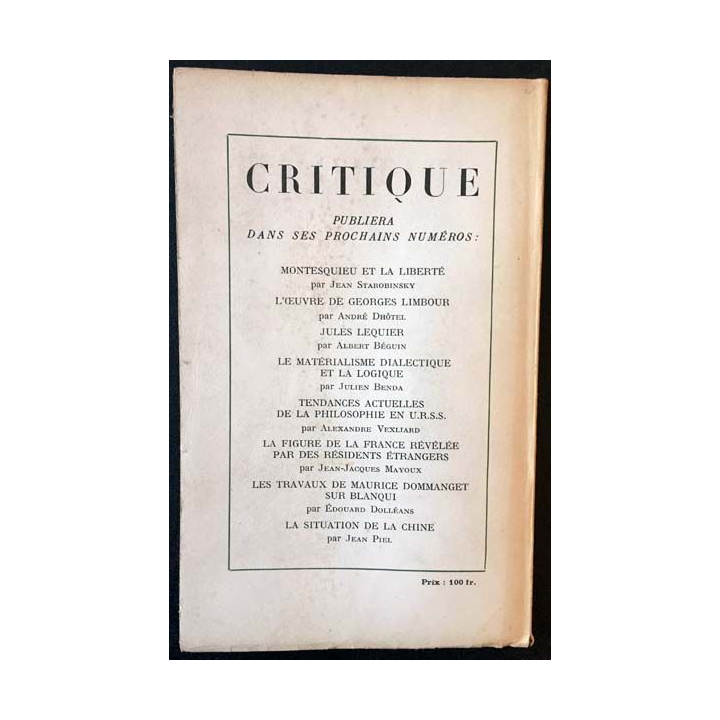 CRITIQUE
PUBLIERA
DANS SES PROCHAINS NUMÉROS :
MONTESQUIEU ET LA LIBERTÉ
par JEAN STAROBINSKY
L'ŒUVRE DE GEORGES LIMBOUR
par ANDRÉ DHÔTEL
JULES LEQUIER
par ALBERT BÉGUIN
LE MATÉRIALISME DIALECTIQUE
ET LA LOGIQUE
par JULIEN BENDA
TENDANCES ACTUELLES
DE LA PHILOSOPHIE EN U.R.S.S.
par ALEXANDRE VEXLIARD
LA FIGURE DE LA FRANCE RÉVÉLÉE
PAR DES RÉSIDENTS ÉTRANGERS
par JEAN-JACQUES MAYOUX
LES TRAVAUX DE MAURICE DOMMANGET
SUR BLANQUI
par ÉDOUARD DOLLÉANS
LA SITUATION DE LA CHINE
par JEAN PIEL
Prix : 100 fr.